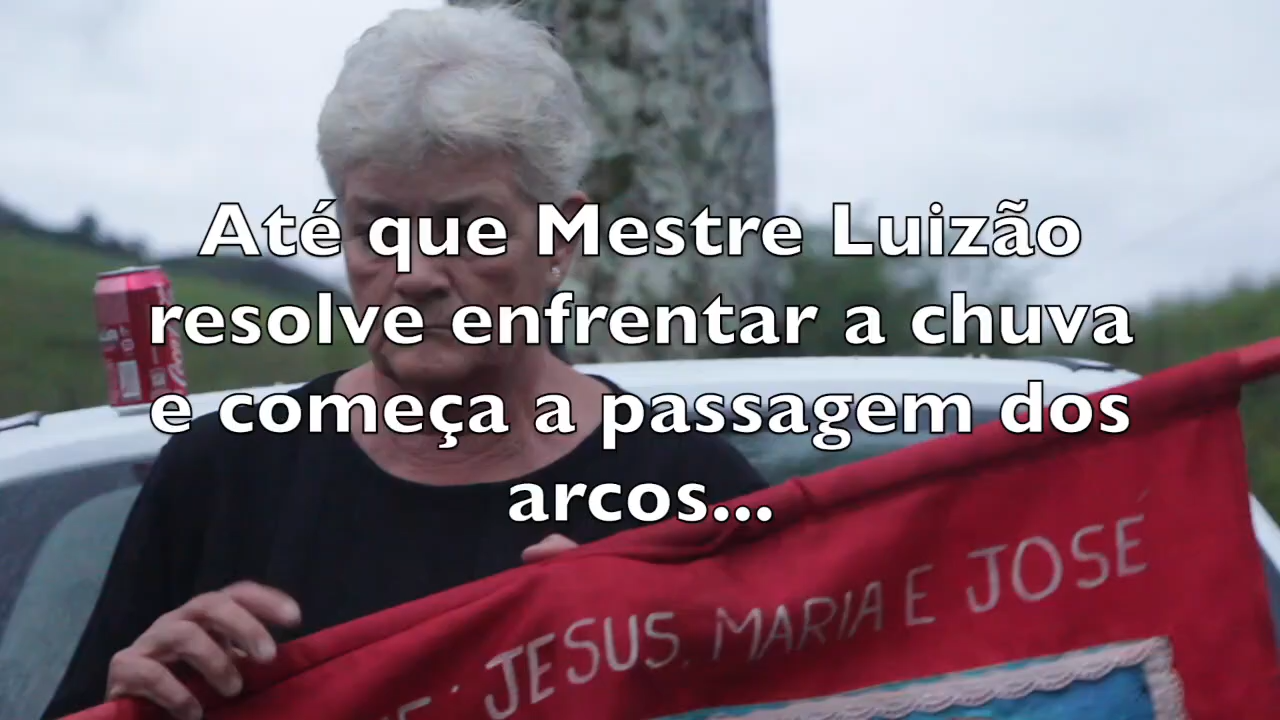 Até que Mestre Luizão
resolve enfrentar a chuva
e começa a passagem dos
arcos...
JESUS, MARIA E JOSÉ